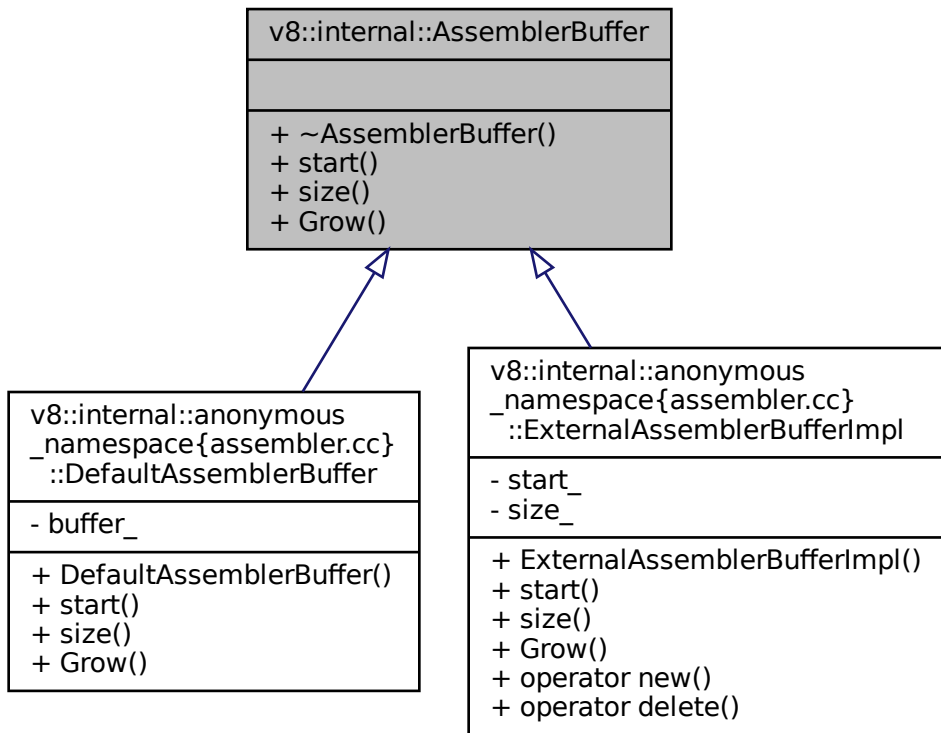 v8::internal::AssemblerBuffer
+ ~AssemblerBuffer()
+ start()
+ size()
+ Grow()
v8::internal::anonymous
_namespace{assembler.cc}
::DefaultAssemblerBuffer
- buffer_
+ DefaultAssemblerBuffer()
+ start()
+ size()
+ Grow()
v8::internal::anonymous
_namespace{assembler.cc}
::ExternalAssemblerBufferImpl
- start_
- size_
+ ExternalAssemblerBufferImpl()
+ start()
+ size()
+ Grow()
+ operator new()
+ operator delete()